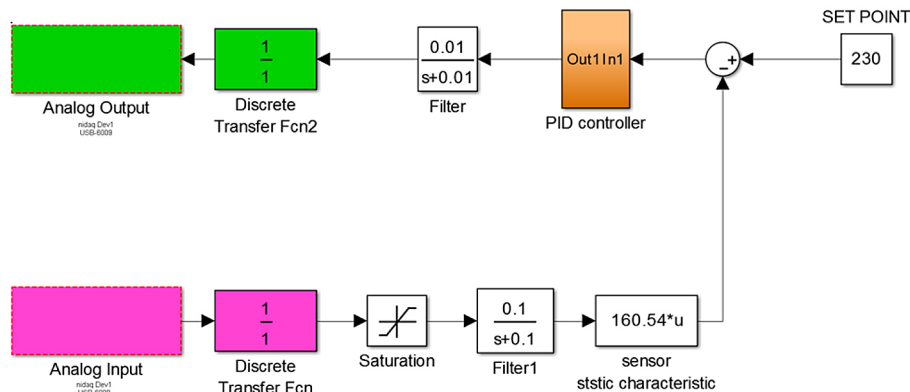 SET POINT
0.01
s+0.01
Out1 In1
+
−
230
1
1
Analog Output
nidaq Dev1
USB-6009
Discrete
Transfer Fcn2
Filter
PID controller
1
1
0.1
s+0.1
160.54*u
Analog Input
nidaq Dev1
USB-6009
Discrete
Transfer Fcn
Saturation
Filter1
sensor
ststic characteristic